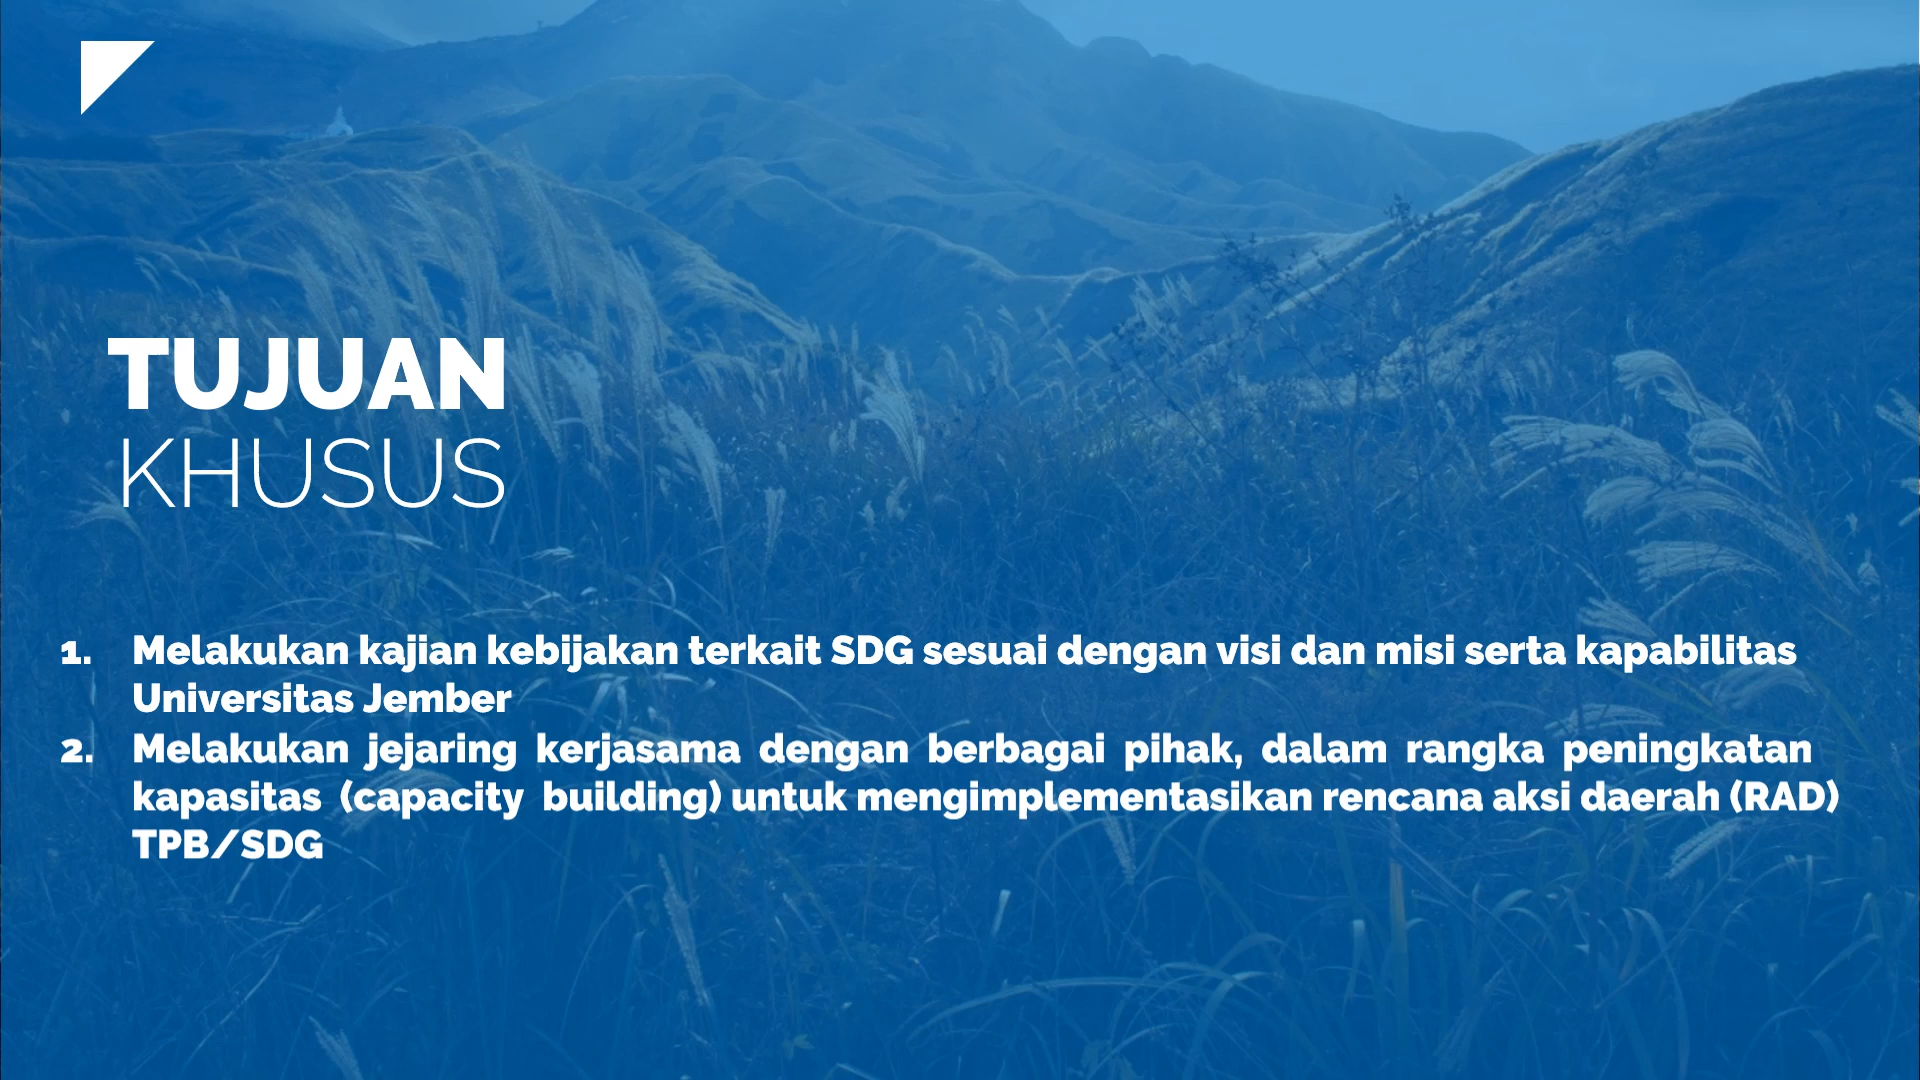 TUJUAN
KHUSUS
1. Melakukan kajian kebijakan terkait SDG sesuai dengan visi dan misi serta kapabilitas
Universitas Jember
2. Melakukan jejaring kerjasama dengan berbagai pihak, dalam rangka peningkatan
kapasitas (capacity building) untuk mengimplementasikan rencana aksi daerah (RAD)
TPB/SDG